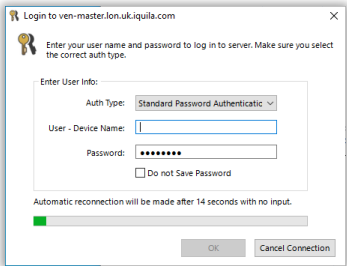 Login to ven-master.lon.uk.iquila.com
Enter your user name and password to log in to server. Make sure you select
the correct auth type.
Enter User Info:
Auth Type: Standard Password Authenticatic
User - Device Name:
Password: ●●●●●●●●
Do not Save Password
Automatic reconnection will be made after 14 seconds with no input.
OK Cancel Connection